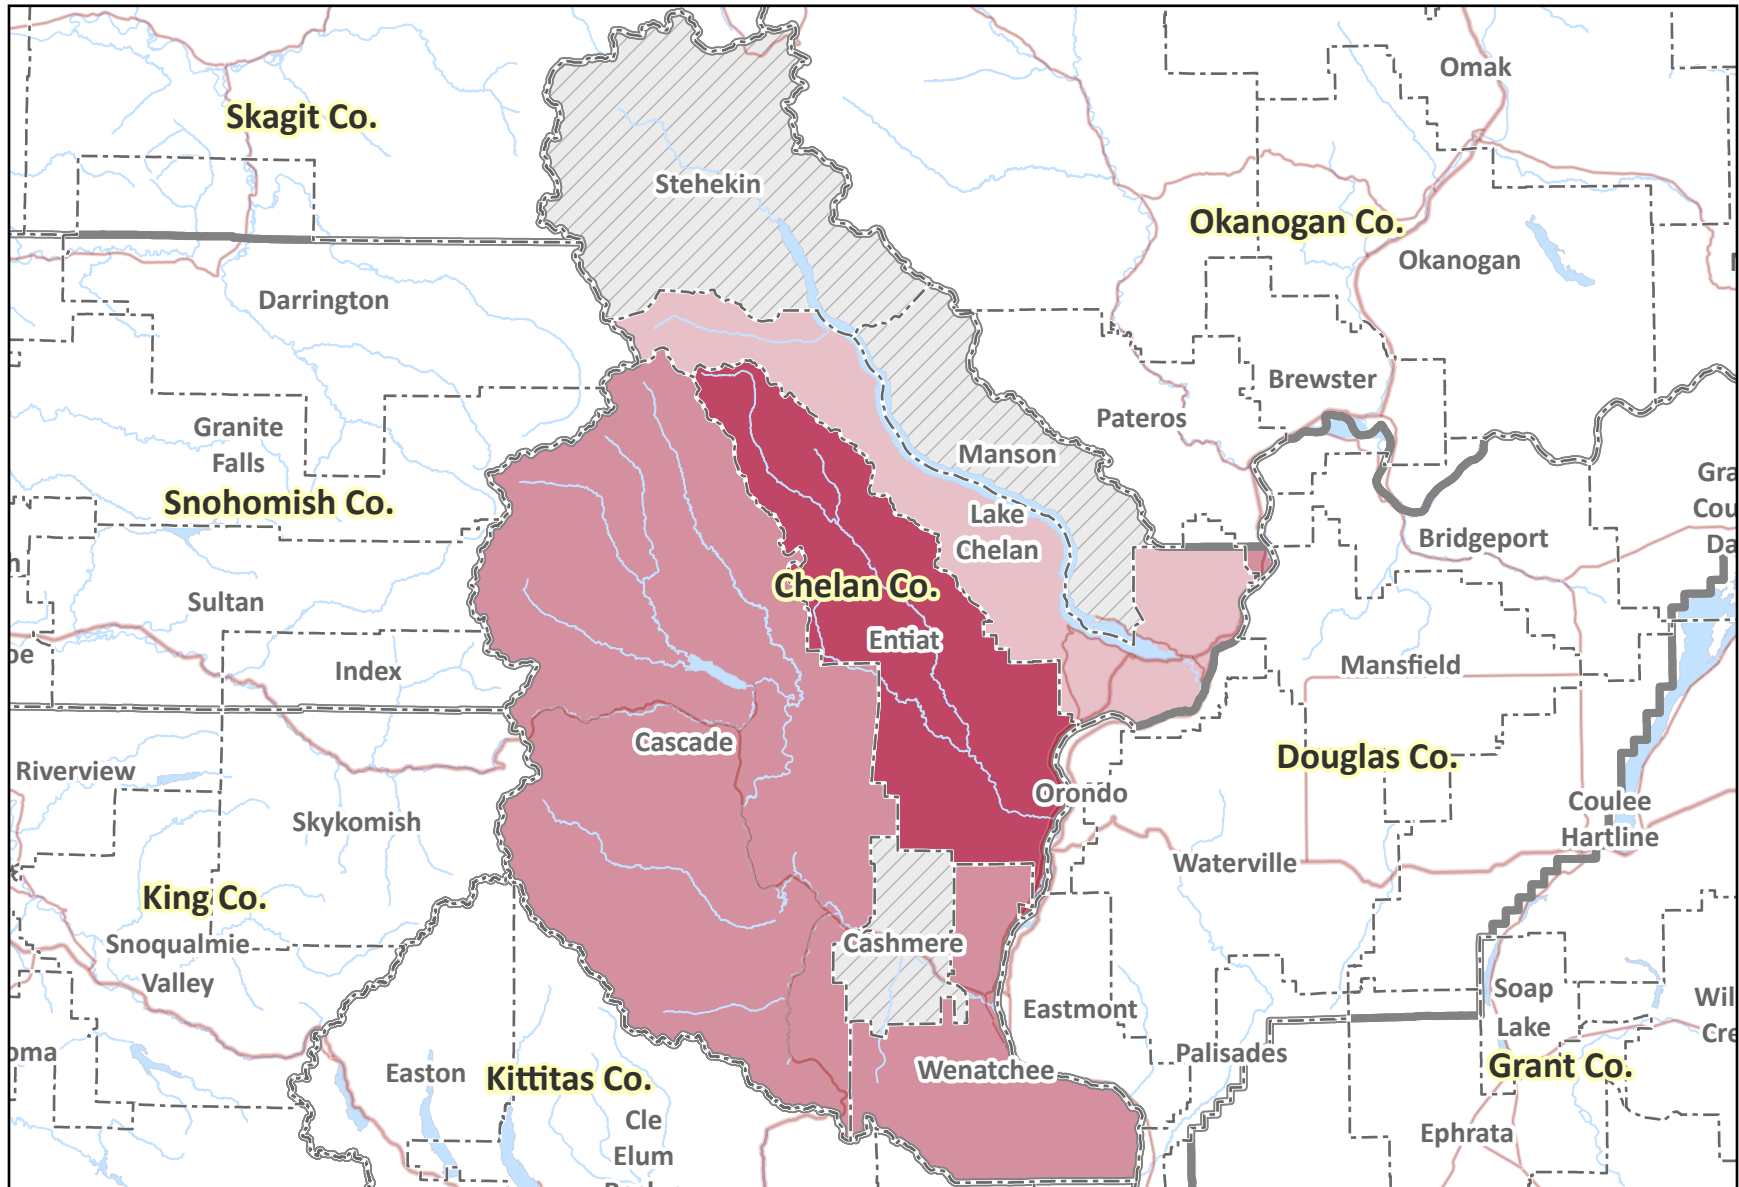 Omak
Skagit Co.
Stehekin
Okanogan Co.
Okanogan
Darrington
Brewster
Pateros
Granite
Falls
Manson
Snohomish Co.
Lake
Chelan
Bridgeport
Chelan Co.
Sultan
Entiat
Index
Mansfield
Cascade
Douglas Co.
Riverview
Orondo
Coulee
Hartline
Skykomish
Waterville
King Co.
Snoqualmie
Valley
Cashmere
Eastmont
Soap
Lake
Palisades
Wenatchee
Easton
Kittitas Co.
Grant Co.
Cle
Elum
Ephrata